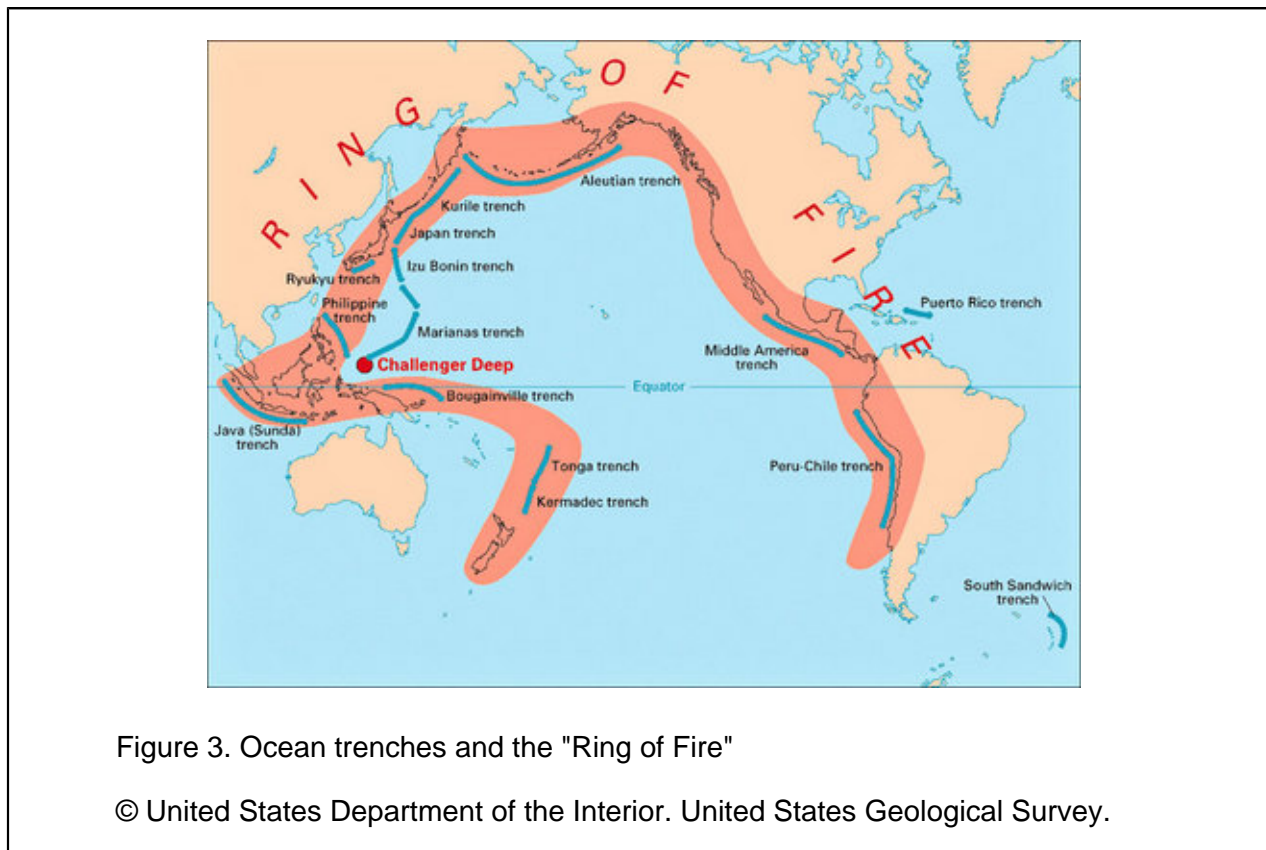 RING OF FIRE
Aleutian trench
Kurile trench
Japan trench
Izu Bonin trench
Ryukyu trench
Philippine
trench
Puerto Rico trench
Marianas trench
Middle America
trench
Challenger Deep
Equator
Bougainville trench
Java (Sunda)
trench
Tonga trench
Peru-Chile trench
Kermadec trench
South Sandwich
trench
Figure 3. Ocean trenches and the "Ring of Fire"
© United States Department of the Interior. United States Geological Survey.